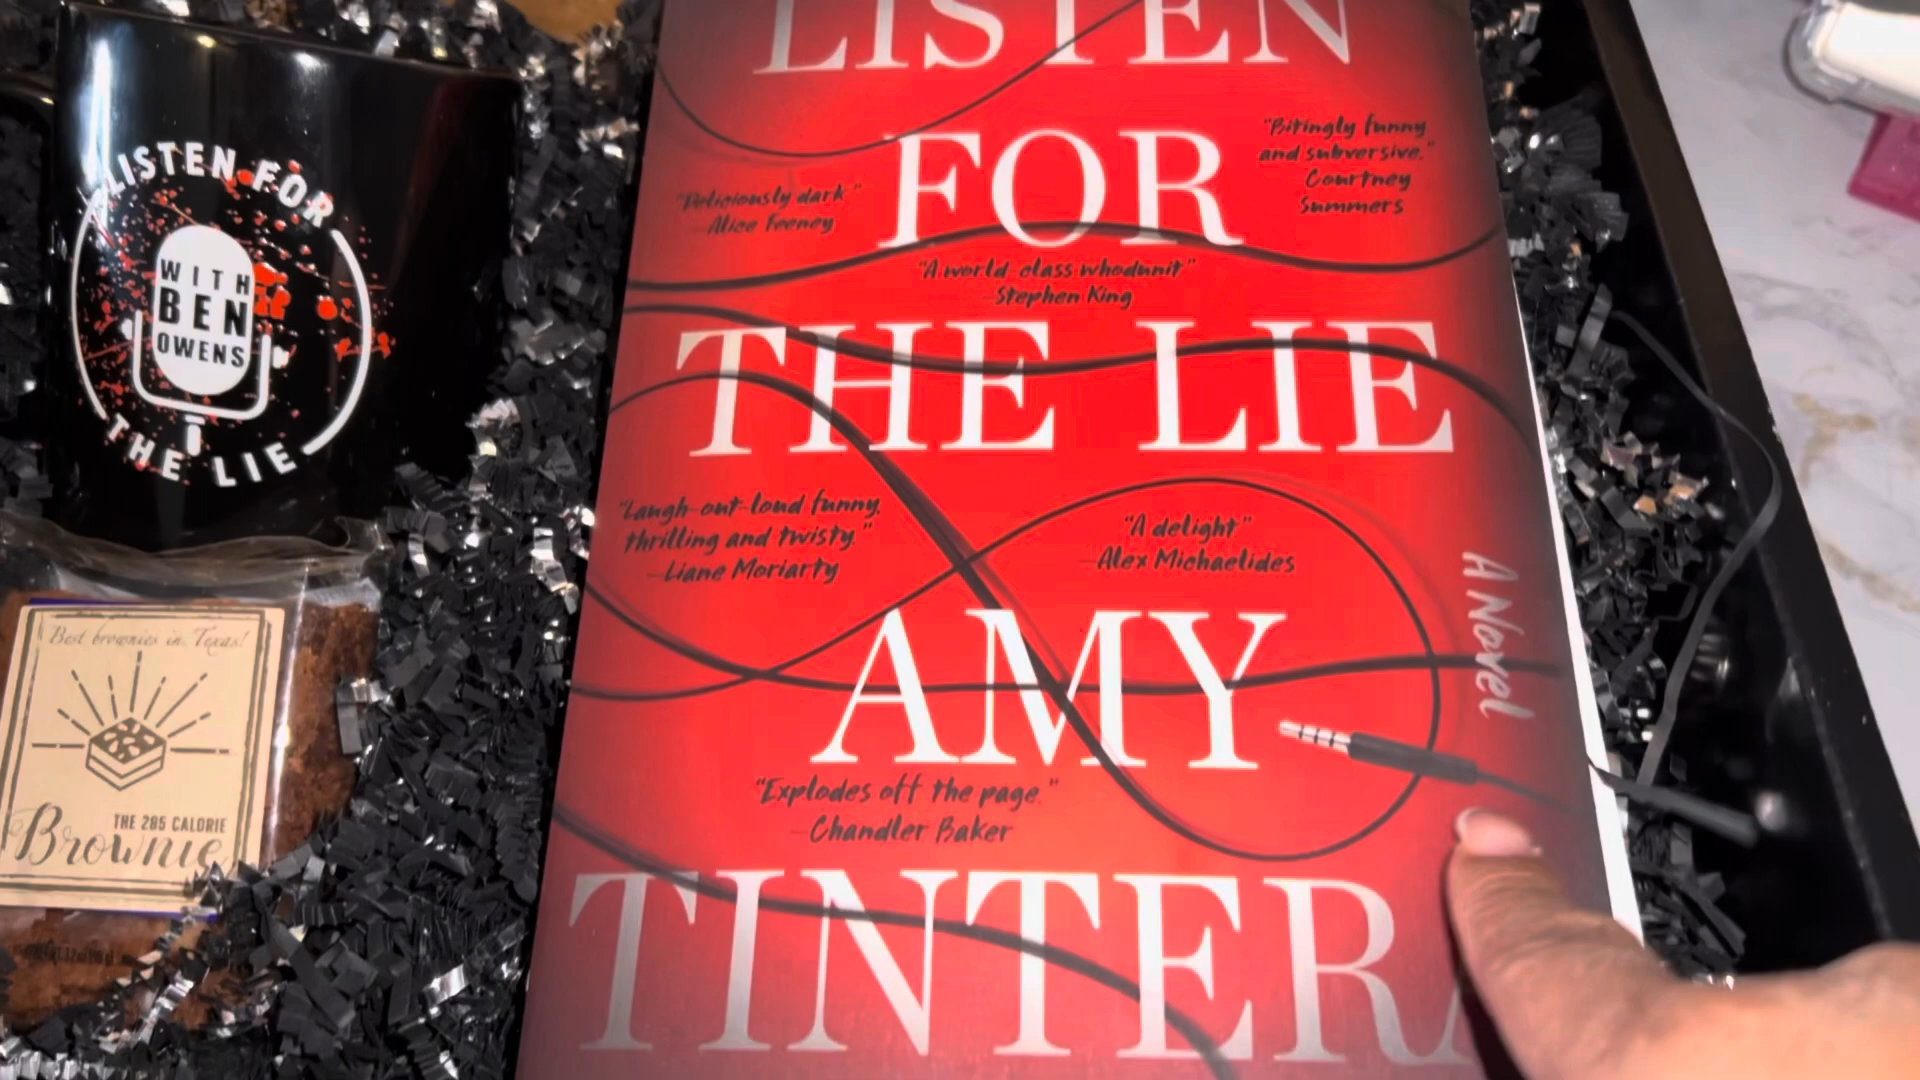 LISTEN FOR
WITH
BEN
OWENS
THE LIE
Best brownies in Texas!
THE 285 CALORIE
Brownie
LISTEN
FOR
THE LIE
AMY
TINTERA
"Bitingly funny
and subversive."
Courtney
Summers
"Deliciously dark"
—Alice Feeney
"A world-class whodunit"
—Stephen King
"Laugh-out-loud funny,
thrilling and twisty"
—Liane Moriarty
"A delight"
—Alex Michaelides
A Novel
"Explodes off the page."
—Chandler Baker